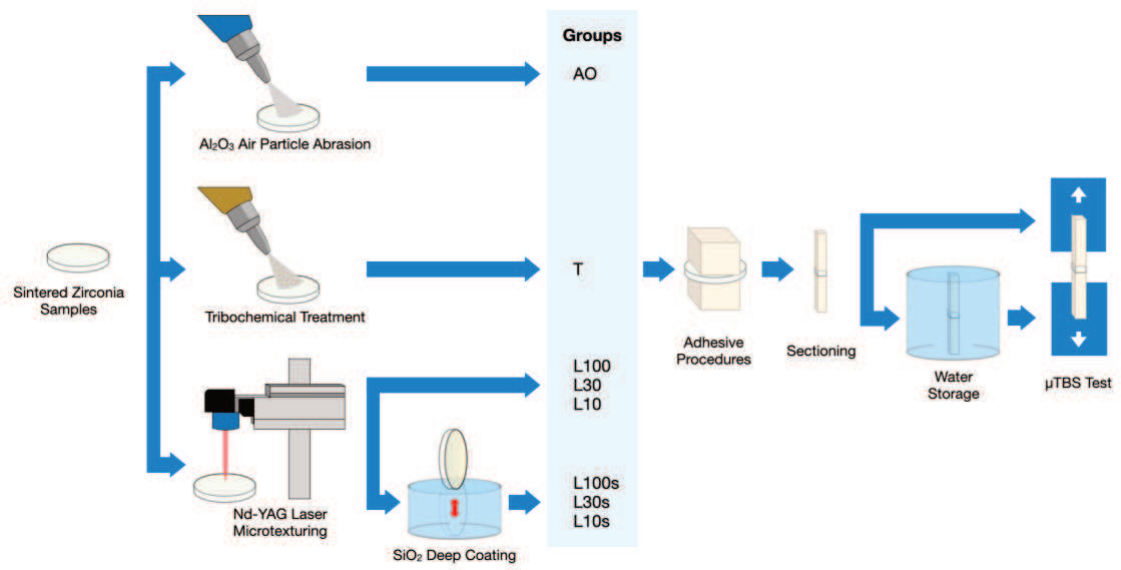 Groups
AO
Al₂O₃ Air Particle Abrasion
Sintered Zirconia
Samples
Tribochemical Treatment
T
Adhesive
Procedures
Sectioning
Water
Storage
µTBS Test
L100
L30
L10
Nd-YAG Laser
Microtexturing
L100s
L30s
L10s
SiO₂ Deep Coating